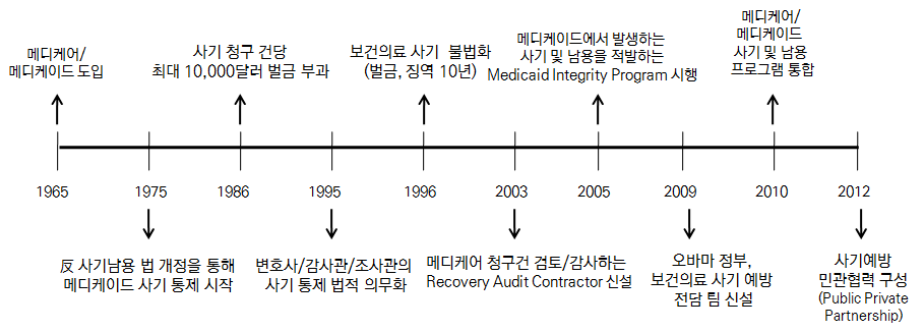 메디케어/
메디케이드 도입
사기 청구 건당
최대 10,000달러 벌금 부과
보건의료 사기 불법화
(벌금, 징역 10년)
메디케이드에서 발생하는
사기 및 남용을 적발하는
Medicaid Integrity Program 시행
메디케어/
메디케이드
사기 및 남용
프로그램 통합
1965 1975 1986 1995 1996 2003 2005 2009 2010 2012
反 사기남용 법 개정을 통해
메디케이드 사기 통제 시작
변호사/감사관/조사관의
사기 통제 법적 의무화
메디케어 청구건 검토/감사하는
Recovery Audit Contractor 신설
오바마 정부,
보건의료 사기 예방
전담 팀 신설
사기예방
민관협력 구성
(Public Private
Partnership)